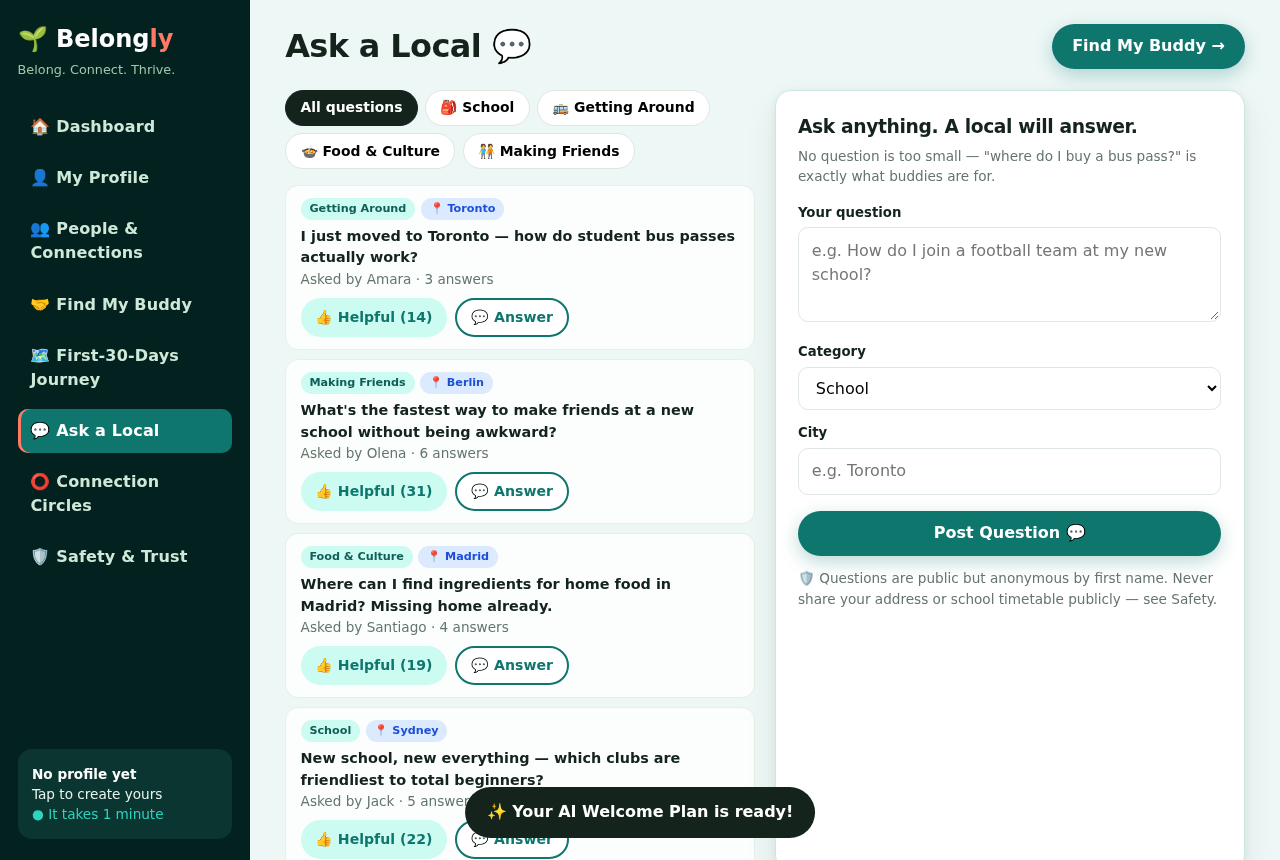 🌱 Belongly
Belong. Connect. Thrive.
🏠 Dashboard
👤 My Profile
👥 People &
Connections
🤝 Find My Buddy
🗺️ First-30-Days
Journey
💬 Ask a Local
⭕ Connection
Circles
🛡️ Safety & Trust
No profile yet
Tap to create yours
● It takes 1 minute
Ask a Local 💬
Find My Buddy →
All questions
🎒 School
🚌 Getting Around
🍲 Food & Culture
🧑‍🤝‍🧑 Making Friends
Getting Around
📍 Toronto
I just moved to Toronto — how do student bus passes
actually work?
Asked by Amara · 3 answers
👍 Helpful (14)
💬 Answer
Making Friends
📍 Berlin
What's the fastest way to make friends at a new
school without being awkward?
Asked by Olena · 6 answers
👍 Helpful (31)
💬 Answer
Food & Culture
📍 Madrid
Where can I find ingredients for home food in
Madrid? Missing home already.
Asked by Santiago · 4 answers
👍 Helpful (19)
💬 Answer
School
📍 Sydney
New school, new everything — which clubs are
friendliest to total beginners?
Asked by Jack · 5 answer
👍 Helpful (22)
💬 Answer
Ask anything. A local will answer.
No question is too small — "where do I buy a bus pass?" is
exactly what buddies are for.
Your question
e.g. How do I join a football team at my new
school?
Category
School
City
e.g. Toronto
Post Question 💬
🛡️ Questions are public but anonymous by first name. Never
share your address or school timetable publicly — see Safety.
✨ Your AI Welcome Plan is ready!